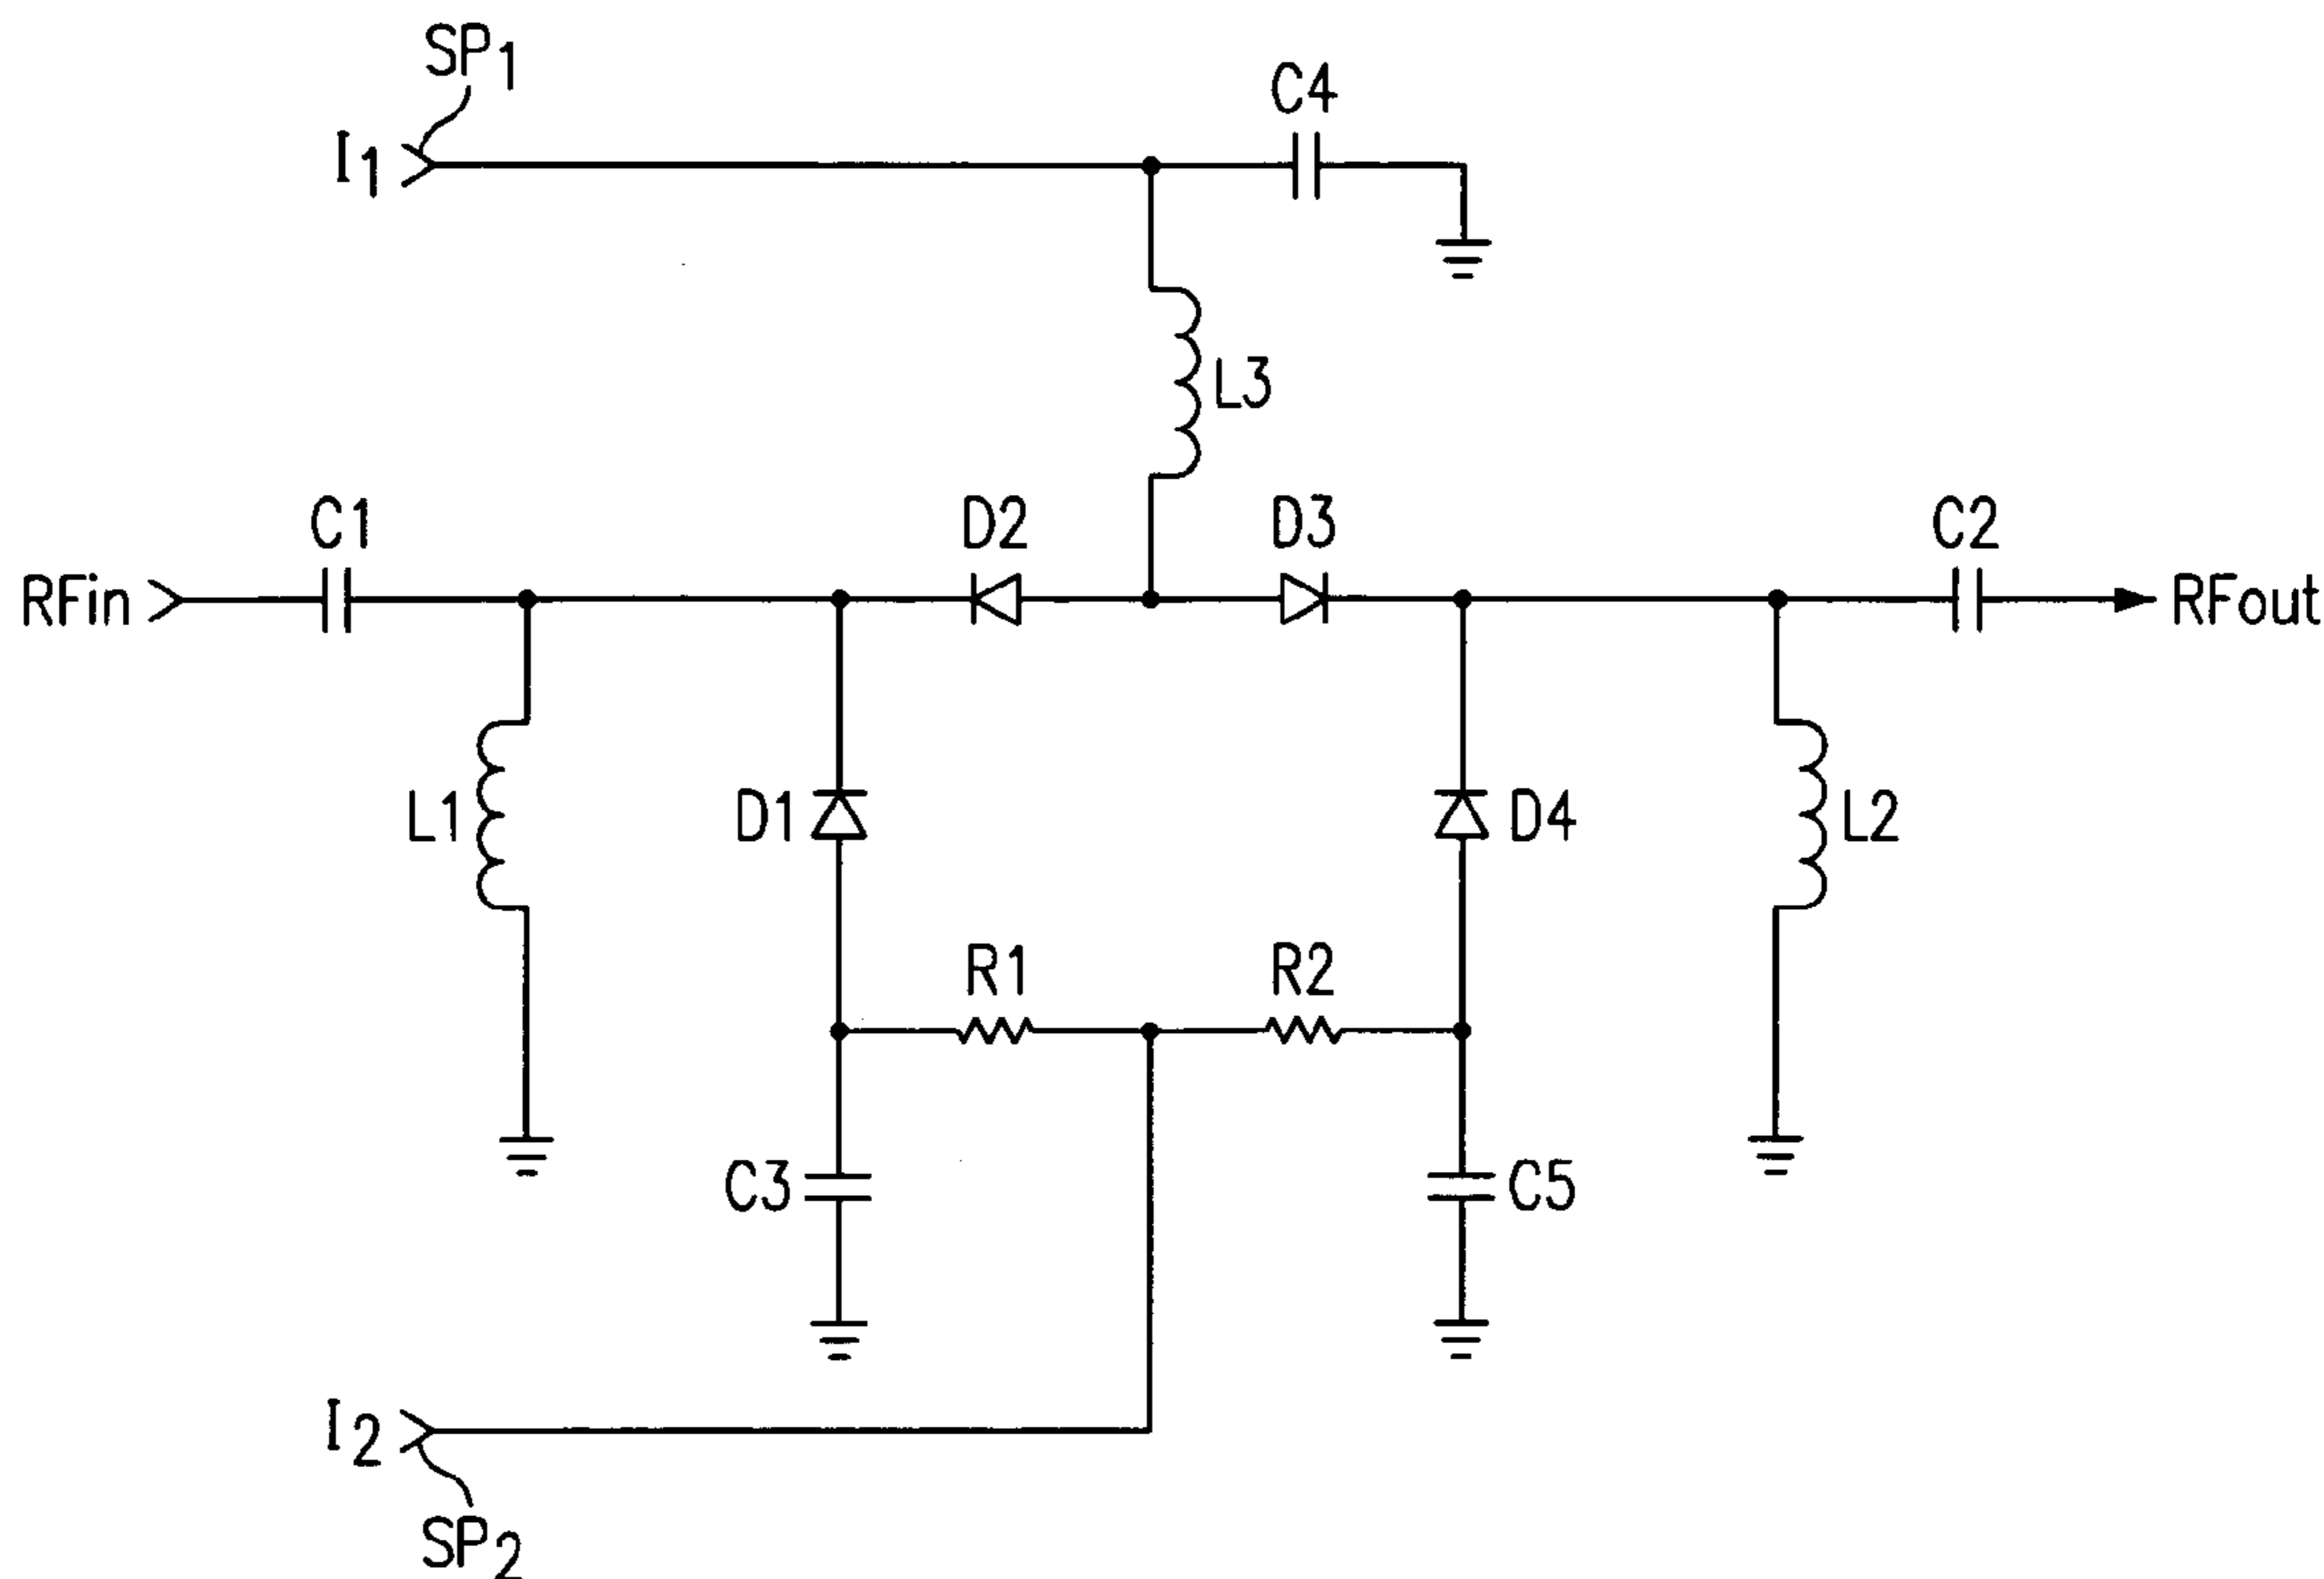 SP1
C4
I1
L3
C1 D2 D3 C2
RFin RFout
L1 D1 D4 L2
R1 R2
C3 C5
I2
SP2